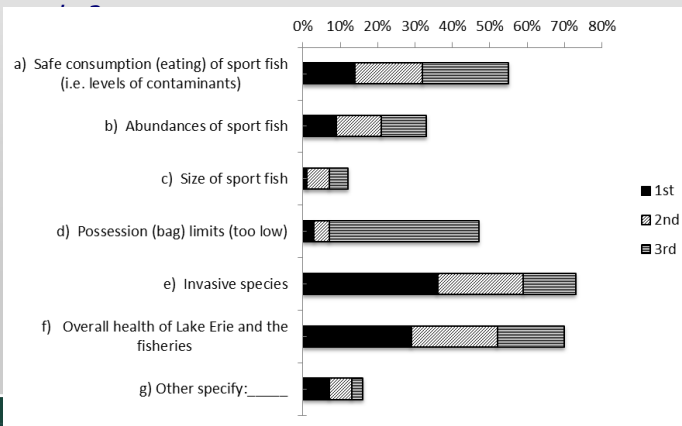 0% 10% 20% 30% 40% 50% 60% 70% 80%
a) Safe consumption (eating) of sport fish
(i.e. levels of contaminants)
b) Abundances of sport fish
c) Size of sport fish
d) Possession (bag) limits (too low)
e) Invasive species
f) Overall health of Lake Erie and the
fisheries
g) Other specify:_____
1st
2nd
3rd